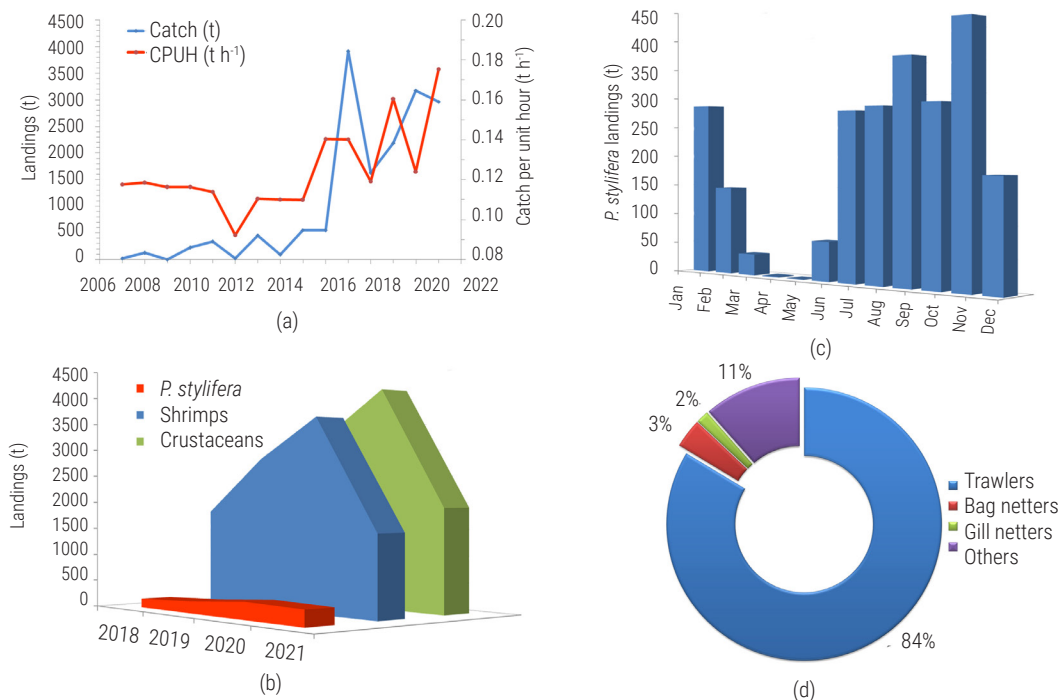 4500
4000
3500
3000
2500
2000
1500
1000
500
0
Landings (t)
Catch (t)
CPUH (t h⁻¹)
0.20
0.18
0.16
0.14
0.12
0.10
0.08
Catch per unit hour (t h⁻¹)
2006 2008 2010 2012 2014 2016 2018 2020 2022
(a)
450
400
350
300
250
200
150
100
50
0
P. stylifera landings (t)
Jan Feb Mar Apr May Jun Jul Aug Sep Oct Nov Dec
(c)
4500
4000
3500
3000
2500
2000
1500
1000
500
0
Landings (t)
P. stylifera
Shrimps
Crustaceans
2018 2019 2020 2021
(b)
11%
2%
3%
84%
Trawlers
Bag netters
Gill netters
Others
(d)